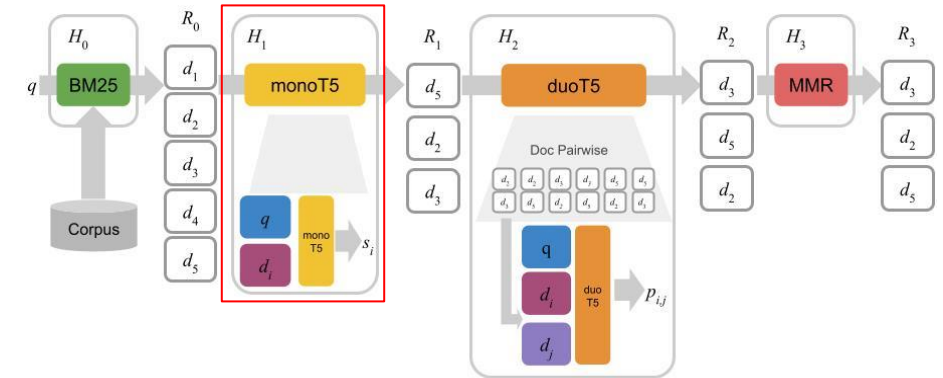 H0
R0
H1
R1
H2
R2
H3
R3
q
BM25
d1
monoT5
d5
duoT5
d3
MMR
d3
d2
d2
d5
d2
d3
d3
d2
d5
d4
d5
Corpus
Doc Pairwise
q
di
mono
T5
si
q
di
dj
duo
T5
pi,j